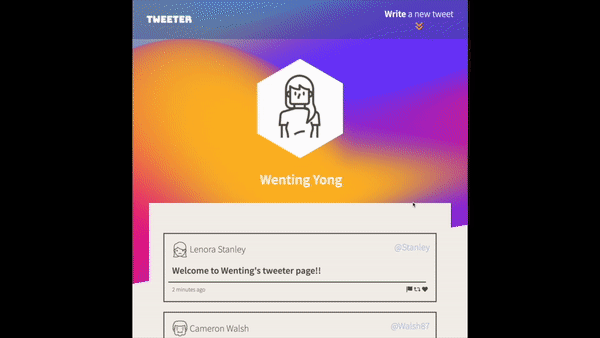 TWEETER
Write a new tweet
Wenting Yong
Lenora Stanley
@Stanley
Welcome to Wenting's tweeter page!!
2 minutes ago
Cameron Walsh
@Walsh87